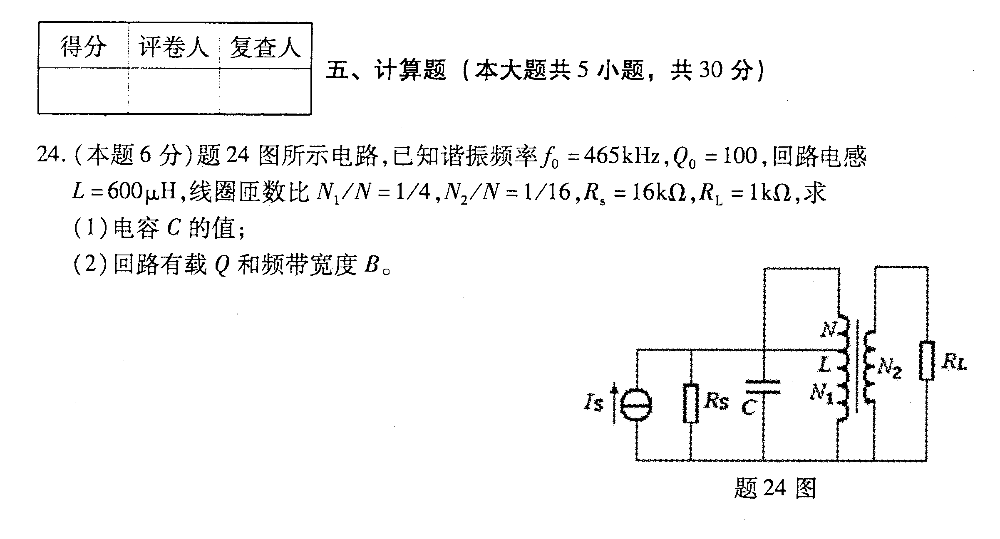 得分 评卷人 复查人
五、计算题（本大题共5小题，共30分）
24.(本题6分)题24图所示电路,已知谐振频率f₀=465kHz,Q₀=100,回路电感
L=600μH,线圈匝数比N₁/N=1/4,N₂/N=1/16,Rₛ=16kΩ,R_L=1kΩ,求
(1)电容C的值;
(2)回路有载Q和频带宽度B。
N
L
N₁
N₂
RL
IS
RS
C
题24图